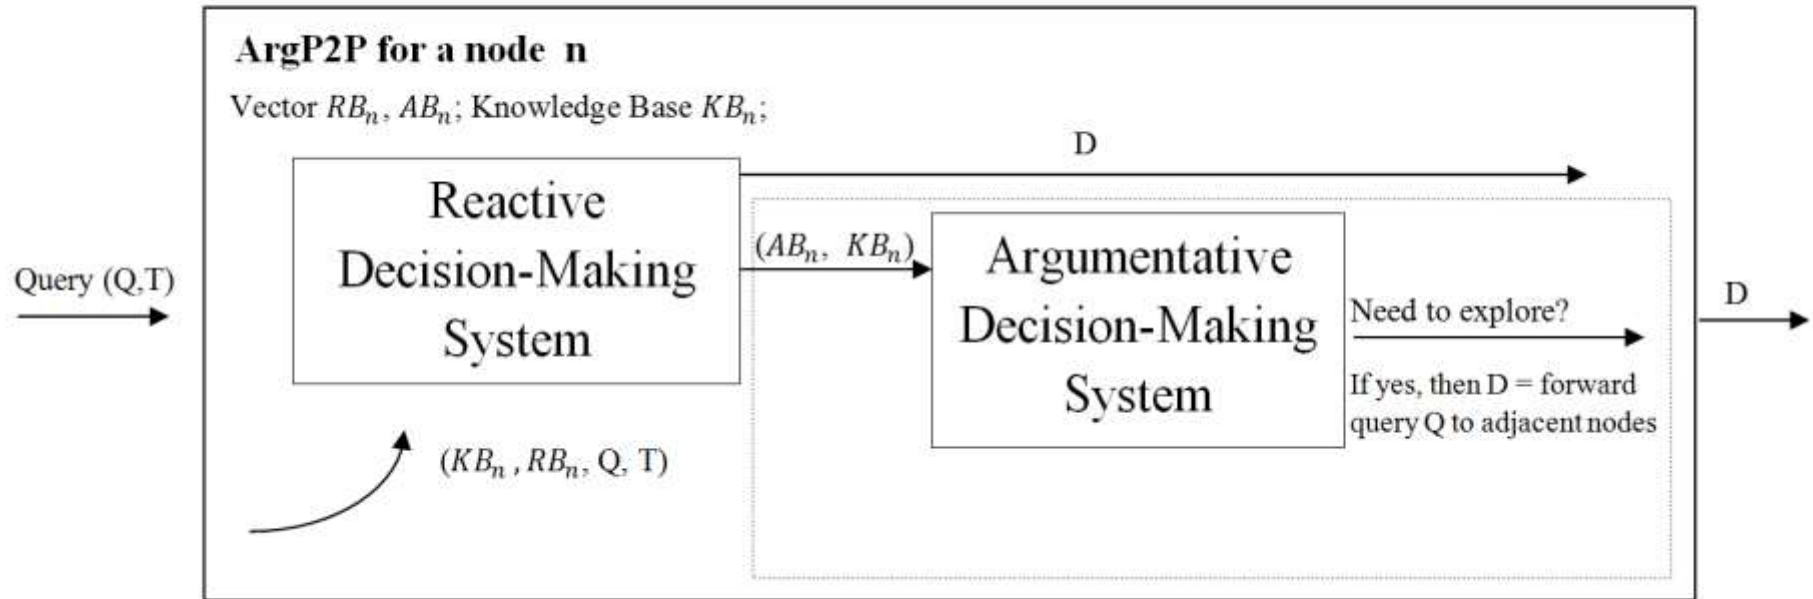 ArgP2P for a node n
Vector RBₙ, ABₙ; Knowledge Base KBₙ;
D
Reactive
Decision-Making
System
Query (Q,T)
(ABₙ, KBₙ)
Argumentative
Decision-Making
System
Need to explore?
If yes, then D = forward
query Q to adjacent nodes
D
(KBₙ , RBₙ, Q, T)